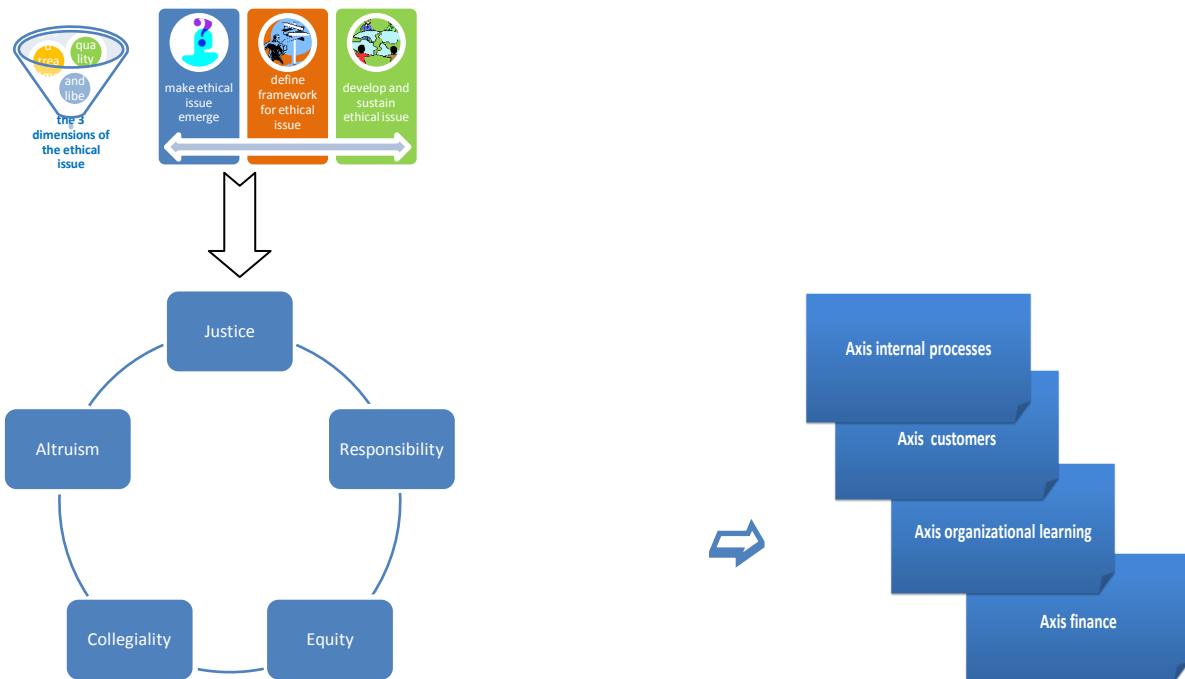 trea
qua
lity
and
libe
the 3
dimensions of
the ethical
issue
make ethical
issue
emerge
define
framework
for ethical
issue
develop and
sustain
ethical issue
Justice
Altruism
Responsibility
Collegiality
Equity
Axis internal processes
Axis customers
Axis organizational learning
Axis finance